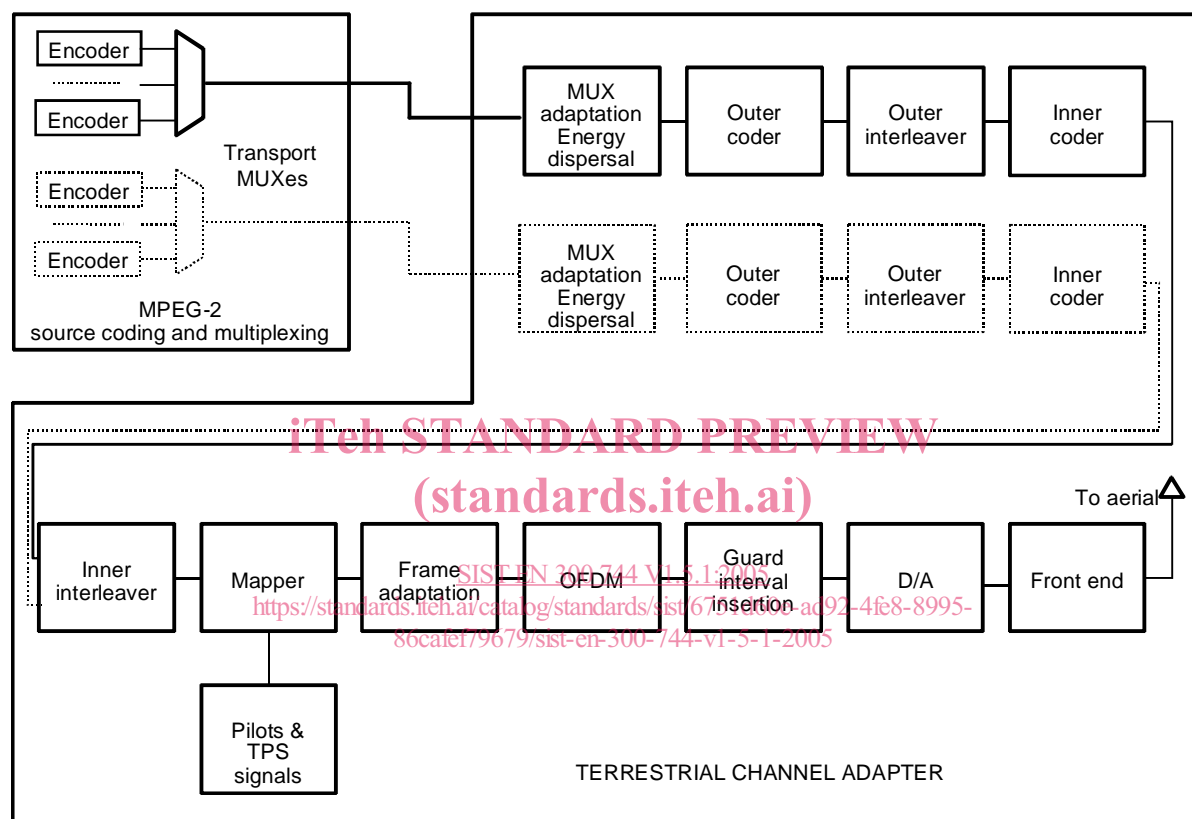 Encoder
Encoder
Transport
MUXes
Encoder
Encoder
MPEG-2
source coding and multiplexing
MUX
adaptation
Energy
dispersal
Outer
coder
Outer
interleaver
Inner
coder
MUX
adaptation
Energy
dispersal
Outer
coder
Outer
interleaver
Inner
coder
iTeh STANDARD PREVIEW
(standards.iteh.ai)
To aerial
Inner
interleaver
Mapper
Frame
adaptation
OFDM
Guard
interval
insertion
D/A
Front end
SIST EN 300 744 V1.5.1:2005
https://standards.iteh.ai/catalog/standards/sist/6751d60c-ad92-4fe8-8995-
86cafef79679/sist-en-300-744-v1-5-1-2005
Pilots &
TPS
signals
TERRESTRIAL CHANNEL ADAPTER